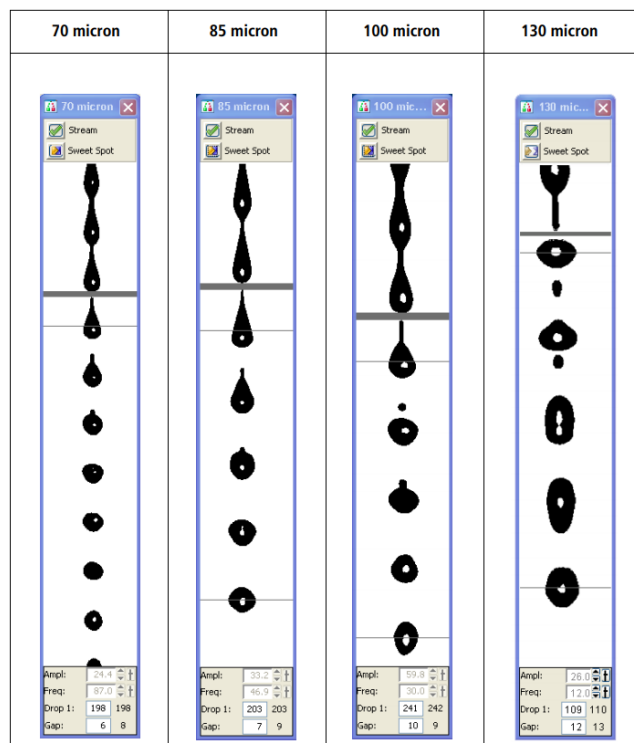 70 micron
85 micron
100 micron
130 micron
70 micron
Stream
Sweet Spot
Ampl: 24.4
Freq: 87.0
Drop 1: 198 198
Gap: 6 8
85 micron
Stream
Sweet Spot
Ampl: 33.2
Freq: 46.9
Drop 1: 203 203
Gap: 7 9
100 mic...
Stream
Sweet Spot
Ampl: 59.8
Freq: 30.0
Drop 1: 241 242
Gap: 10 9
130 mic...
Stream
Sweet Spot
Ampl: 26.0
Freq: 12.0
Drop 1: 109 110
Gap: 12 13